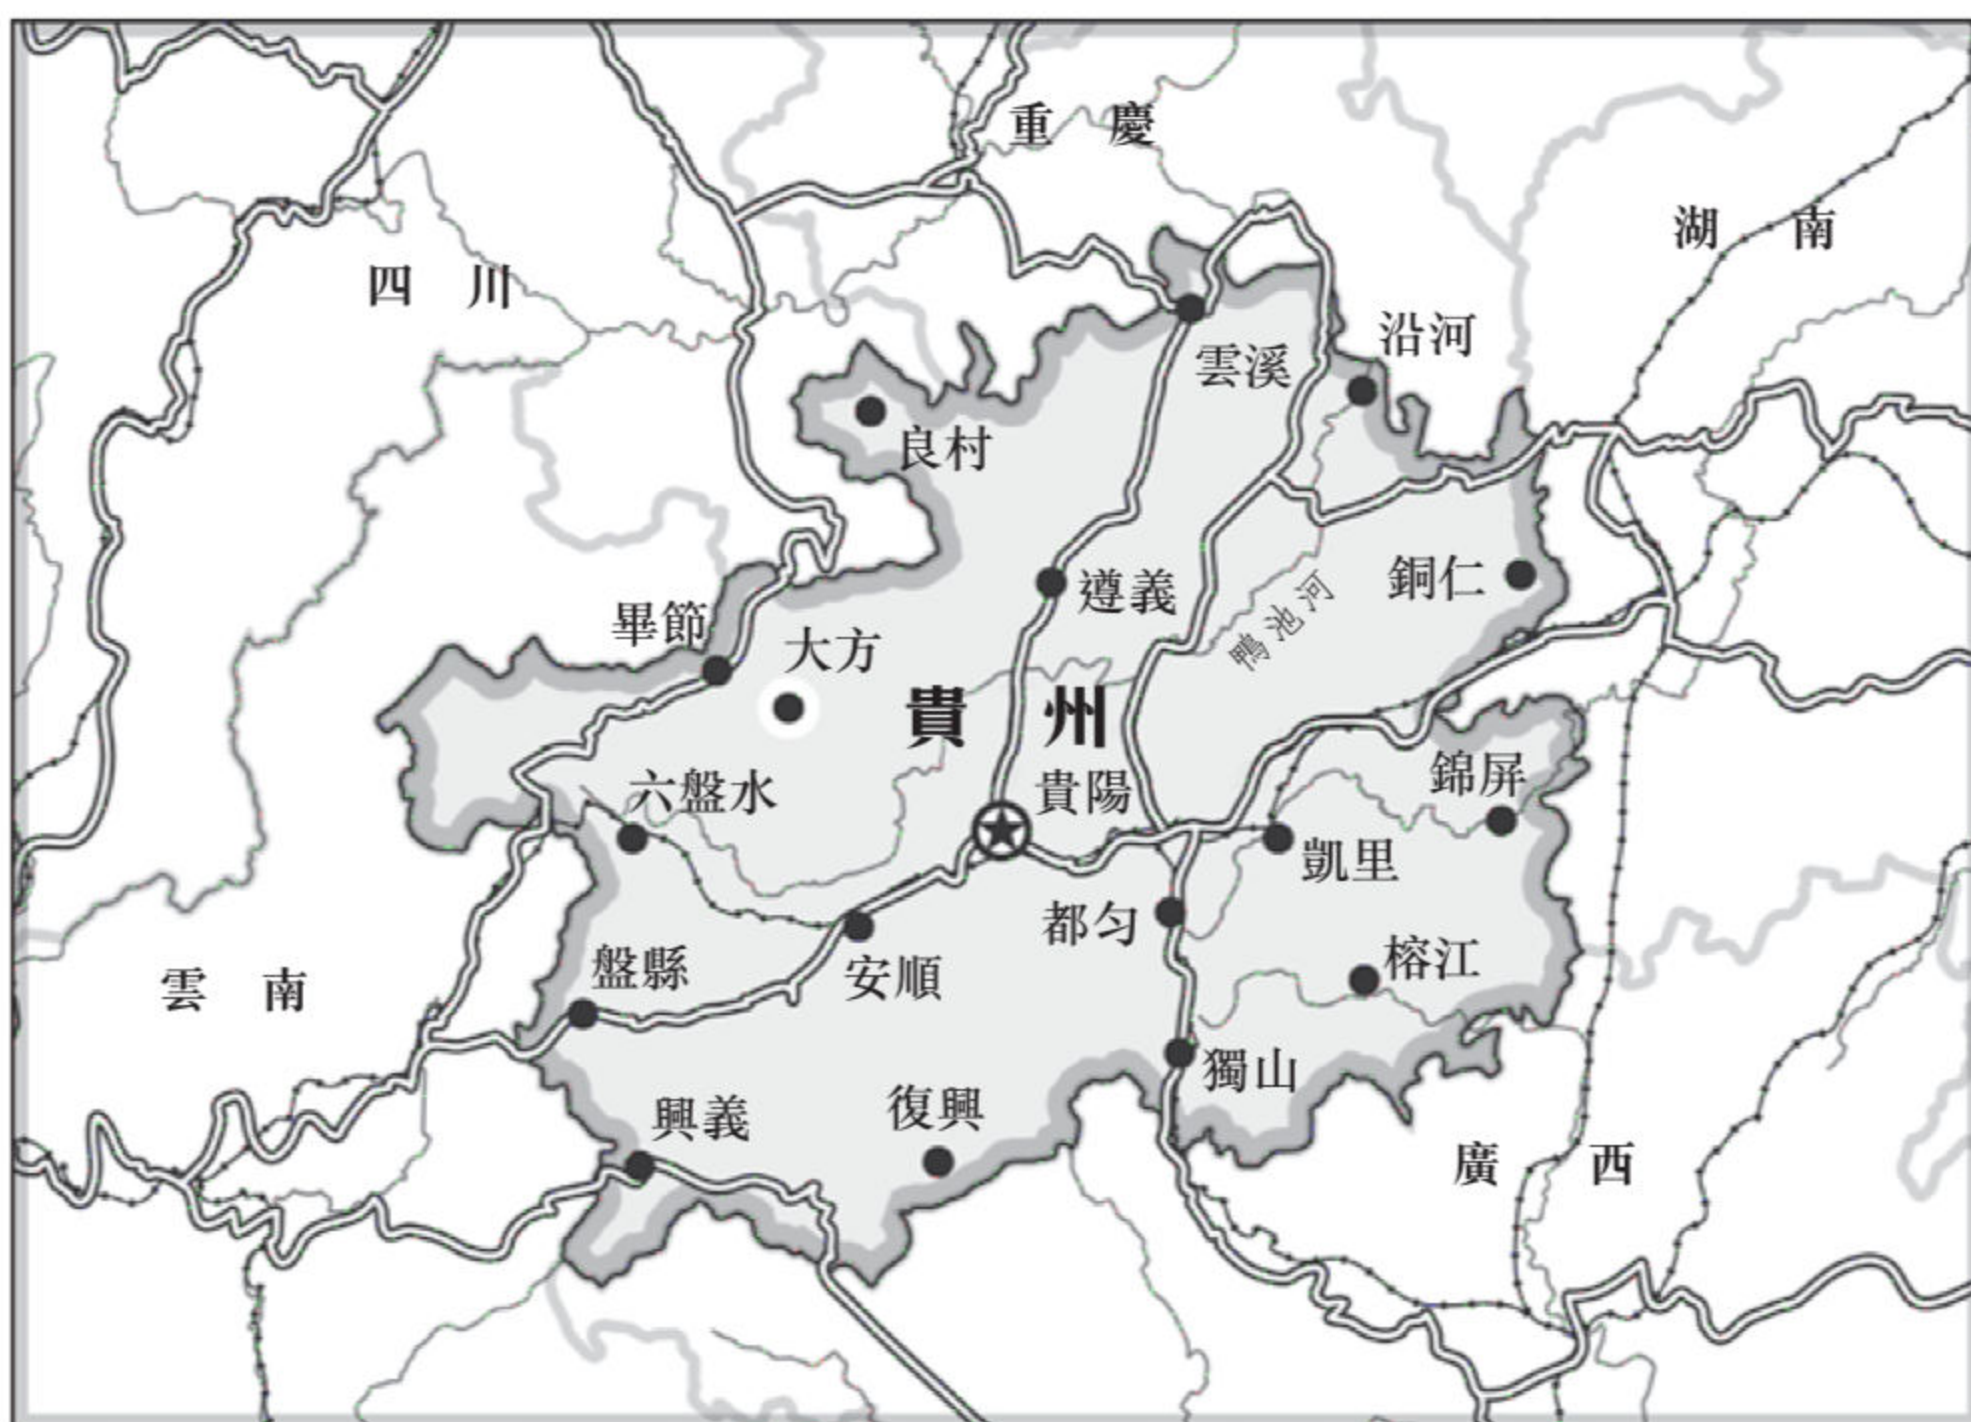 重 慶
湖 南
四 川
沿河
雲溪
良村
遵義
銅仁
鴨池河
畢節
大方
貴 州
錦屏
六盤水
貴陽
凱里
都匀
榕江
盤縣
安順
雲 南
獨山
復興
興義
廣 西